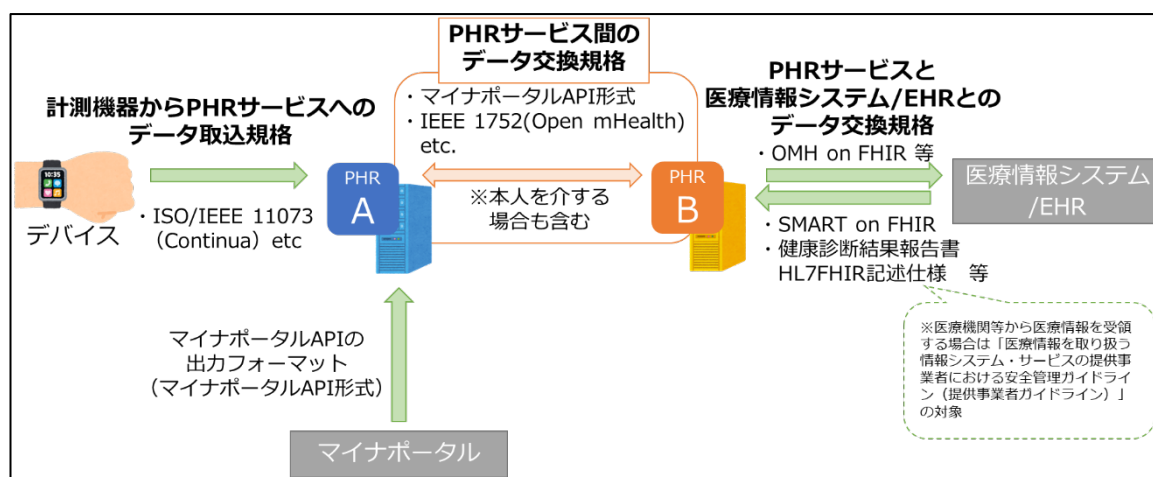 PHRサービス間の
データ交換規格
・マイナポータルAPI形式
・IEEE 1752(Open mHealth)
etc.
※本人を介する
場合も含む
計測機器からPHRサービスへの
データ取込規格
10:35
デバイス
・ISO/IEEE 11073
（Continua）etc
PHR
A
PHR
B
PHRサービスと
医療情報システム/EHRとの
データ交換規格
・OMH on FHIR 等
医療情報システム
/EHR
・SMART on FHIR
・健康診断結果報告書
HL7FHIR記述仕様　等
※医療機関等から医療情報を受領
する場合は「医療情報を取り扱う
情報システム・サービスの提供事
業者における安全管理ガイドライ
ン（提供事業者ガイドライン）」
の対象
マイナポータルAPIの
出力フォーマット
（マイナポータルAPI形式）
マイナポータル